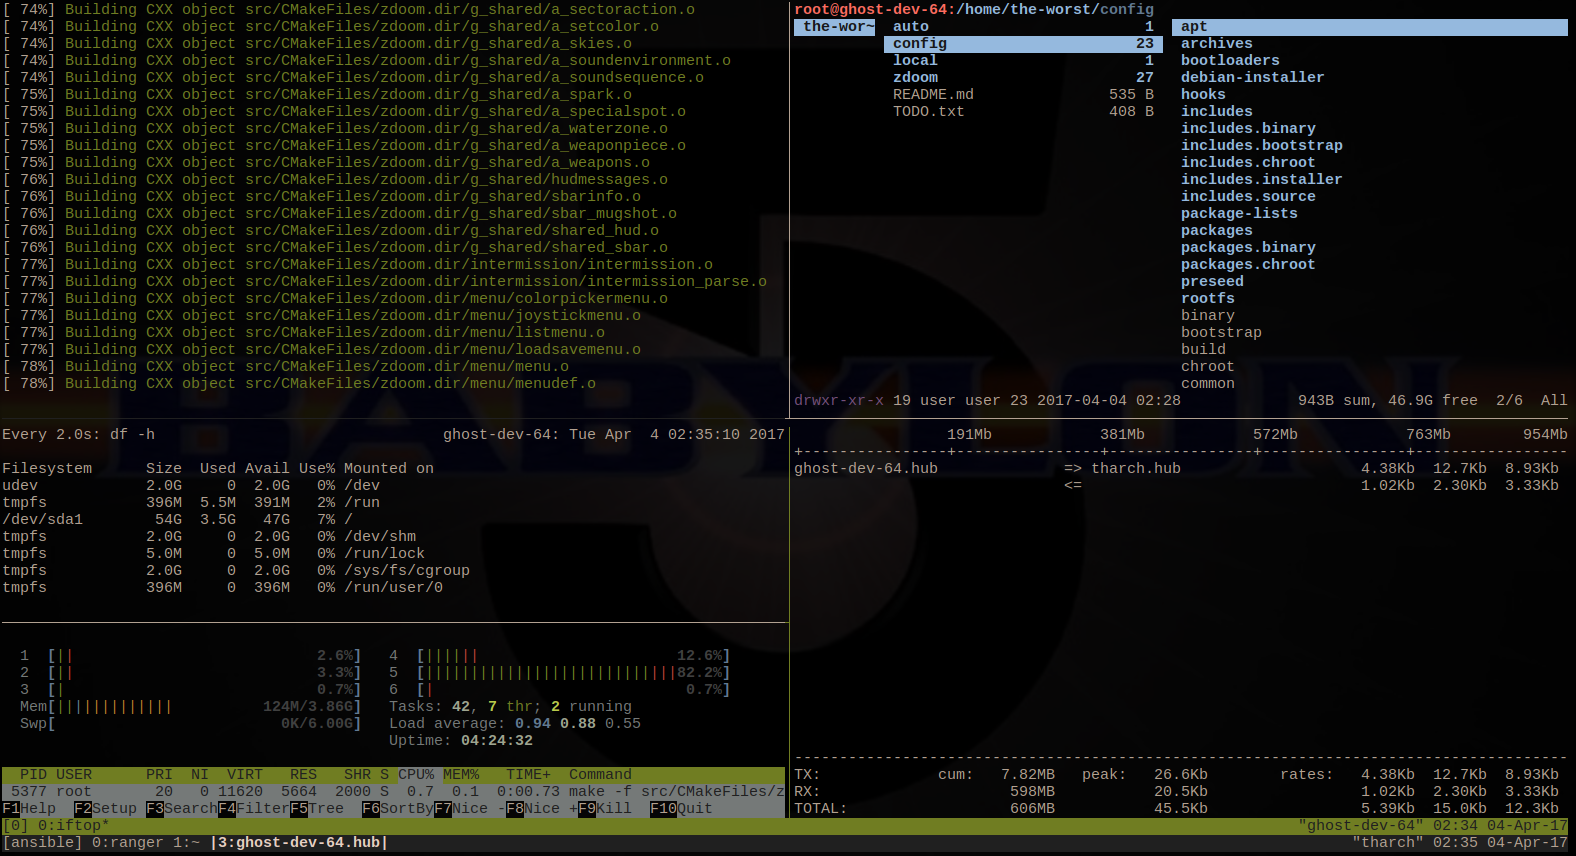 [ 74%] Building CXX object src/CMakeFiles/zdoom.dir/g_shared/a_sectoraction.o
[ 74%] Building CXX object src/CMakeFiles/zdoom.dir/g_shared/a_setcolor.o
[ 74%] Building CXX object src/CMakeFiles/zdoom.dir/g_shared/a_skies.o
[ 74%] Building CXX object src/CMakeFiles/zdoom.dir/g_shared/a_soundenvironment.o
[ 74%] Building CXX object src/CMakeFiles/zdoom.dir/g_shared/a_soundsequence.o
[ 75%] Building CXX object src/CMakeFiles/zdoom.dir/g_shared/a_spark.o
[ 75%] Building CXX object src/CMakeFiles/zdoom.dir/g_shared/a_specialspot.o
[ 75%] Building CXX object src/CMakeFiles/zdoom.dir/g_shared/a_waterzone.o
[ 75%] Building CXX object src/CMakeFiles/zdoom.dir/g_shared/a_weaponpiece.o
[ 75%] Building CXX object src/CMakeFiles/zdoom.dir/g_shared/a_weapons.o
[ 76%] Building CXX object src/CMakeFiles/zdoom.dir/g_shared/hudmessages.o
[ 76%] Building CXX object src/CMakeFiles/zdoom.dir/g_shared/sbarinfo.o
[ 76%] Building CXX object src/CMakeFiles/zdoom.dir/g_shared/sbar_mugshot.o
[ 76%] Building CXX object src/CMakeFiles/zdoom.dir/g_shared/shared_hud.o
[ 76%] Building CXX object src/CMakeFiles/zdoom.dir/g_shared/shared_sbar.o
[ 77%] Building CXX object src/CMakeFiles/zdoom.dir/intermission/intermission.o
[ 77%] Building CXX object src/CMakeFiles/zdoom.dir/intermission/intermission_parse.o
[ 77%] Building CXX object src/CMakeFiles/zdoom.dir/menu/colorpickermenu.o
[ 77%] Building CXX object src/CMakeFiles/zdoom.dir/menu/joystickmenu.o
[ 77%] Building CXX object src/CMakeFiles/zdoom.dir/menu/listmenu.o
[ 77%] Building CXX object src/CMakeFiles/zdoom.dir/menu/loadsavemenu.o
[ 78%] Building CXX object src/CMakeFiles/zdoom.dir/menu/menu.o
[ 78%] Building CXX object src/CMakeFiles/zdoom.dir/menu/menudef.o
root@ghost-dev-64:/home/the-worst/config
the-wor~ auto 1 apt
config 23 archives
local 1 bootloaders
zdoom 27 debian-installer
README.md 535 B hooks
TODO.txt 408 B includes
includes.binary
includes.bootstrap
includes.chroot
includes.installer
includes.source
package-lists
packages
packages.binary
packages.chroot
preseed
rootfs
binary
bootstrap
build
chroot
common
drwxr-xr-x 19 user user 23 2017-04-04 02:28 943B sum, 46.9G free 2/6 All
BABYLON
5
Every 2.0s: df -h ghost-dev-64: Tue Apr  4 02:35:10 2017
Filesystem Size Used Avail Use% Mounted on
udev 2.0G 0 2.0G 0% /dev
tmpfs 396M 5.5M 391M 2% /run
/dev/sda1 54G 3.5G 47G 7% /
tmpfs 2.0G 0 2.0G 0% /dev/shm
tmpfs 5.0M 0 5.0M 0% /run/lock
tmpfs 2.0G 0 2.0G 0% /sys/fs/cgroup
tmpfs 396M 0 396M 0% /run/user/0
191Mb 381Mb 572Mb 763Mb 954Mb
+----------------+----------------+----------------+----------------+-----------------
ghost-dev-64.hub => tharch.hub 4.38Kb 12.7Kb 8.93Kb
<= 1.02Kb 2.30Kb 3.33Kb
1 [|| 2.6%] 4 [|||||| 12.6%]
2 [|| 3.3%] 5 [||||||||||||||||||||||||||||82.2%]
3 [| 0.7%] 6 [| 0.7%]
Mem[||||||||||||| 124M/3.86G] Tasks: 42, 7 thr; 2 running
Swp[ 0K/6.00G] Load average: 0.94 0.88 0.55
Uptime: 04:24:32
PID USER PRI NI VIRT RES SHR S CPU% MEM% TIME+ Command
5377 root 20 0 11620 5664 2000 S 0.7 0.1 0:00.73 make -f src/CMakeFiles/z
F1Help F2Setup F3SearchF4FilterF5Tree F6SortByF7Nice -F8Nice +F9Kill F10Quit
TX: cum: 7.82MB peak: 26.6Kb rates: 4.38Kb 12.7Kb 8.93Kb
RX: 598MB 20.5Kb 1.02Kb 2.30Kb 3.33Kb
TOTAL: 606MB 45.5Kb 5.39Kb 15.0Kb 12.3Kb
[0] 0:iftop* "ghost-dev-64" 02:34 04-Apr-17
[ansible] 0:ranger 1:~ |3:ghost-dev-64.hub| "tharch" 02:35 04-Apr-17